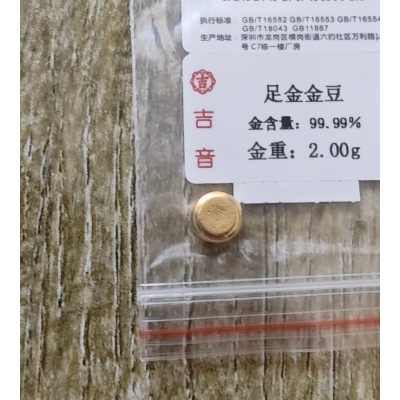 执行标准：GB/T16552 GB/T16553 GB/T16554
GB/T18043 GB11887
生产地址：深圳市龙岗区横岗街道六约社区万利路
号C7栋一楼厂房
吉
吉
音
足金金豆
金含量：99.99%
金重：2.00g